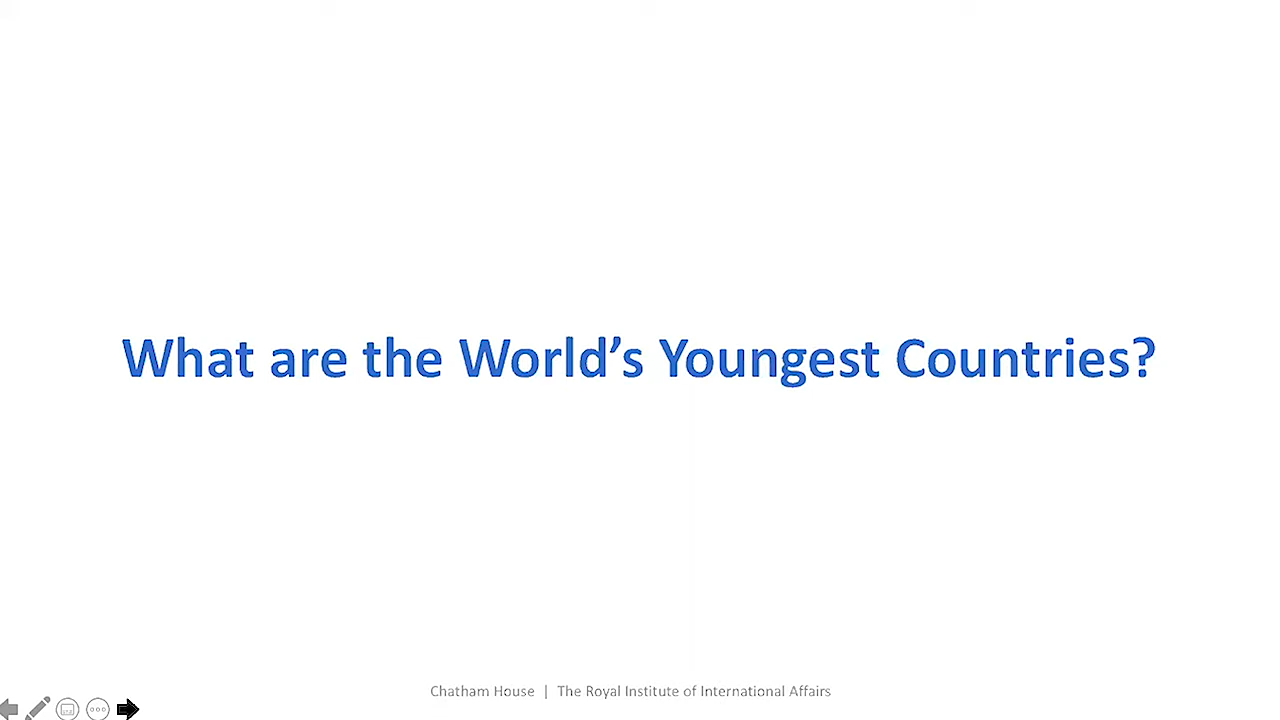 What are the World’s Youngest Countries?
Chatham House | The Royal Institute of International Affairs